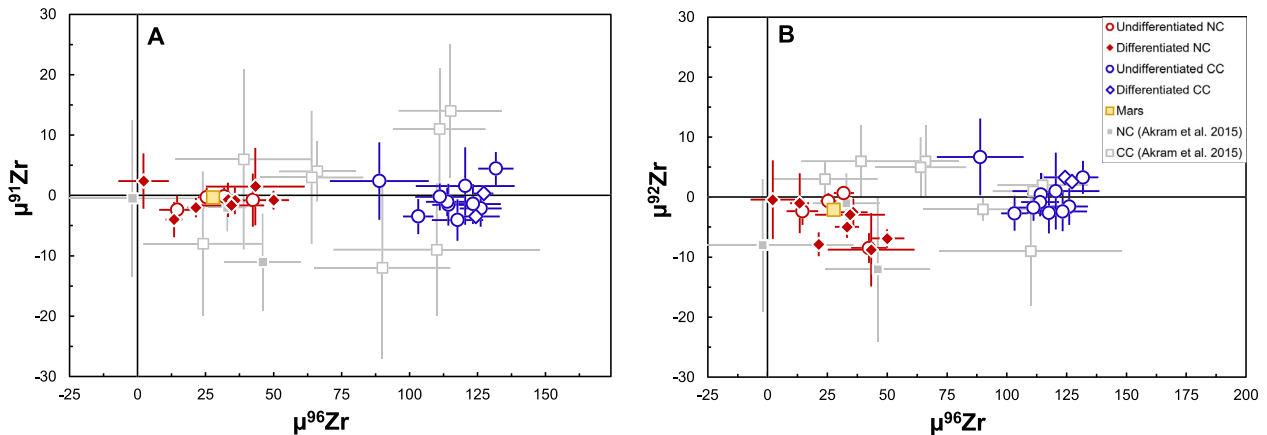 A
30
20
10
0
-10
-20
-30
-25 0 25 50 75 100 125 150
μ⁹¹Zr
μ⁹⁶Zr
B
30
20
10
0
-10
-20
-30
-25 0 25 50 75 100 125 150 175 200
μ⁹²Zr
μ⁹⁶Zr
Undifferentiated NC
Differentiated NC
Undifferentiated CC
Differentiated CC
Mars
NC (Akram et al. 2015)
CC (Akram et al. 2015)